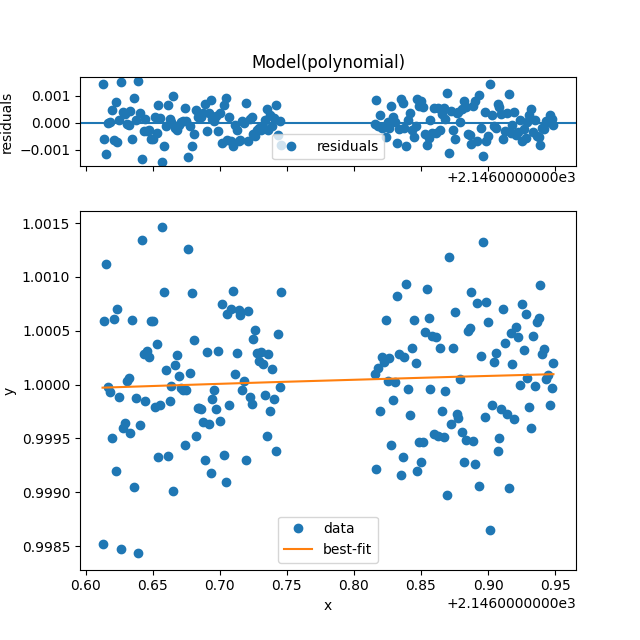 Model(polynomial)
residuals
0.001
0.000
−0.001
residuals
+2.1460000000e3
y
1.0015
1.0010
1.0005
1.0000
0.9995
0.9990
0.9985
data
best-fit
0.60 0.65 0.70 0.75 0.80 0.85 0.90 0.95
x
+2.1460000000e3